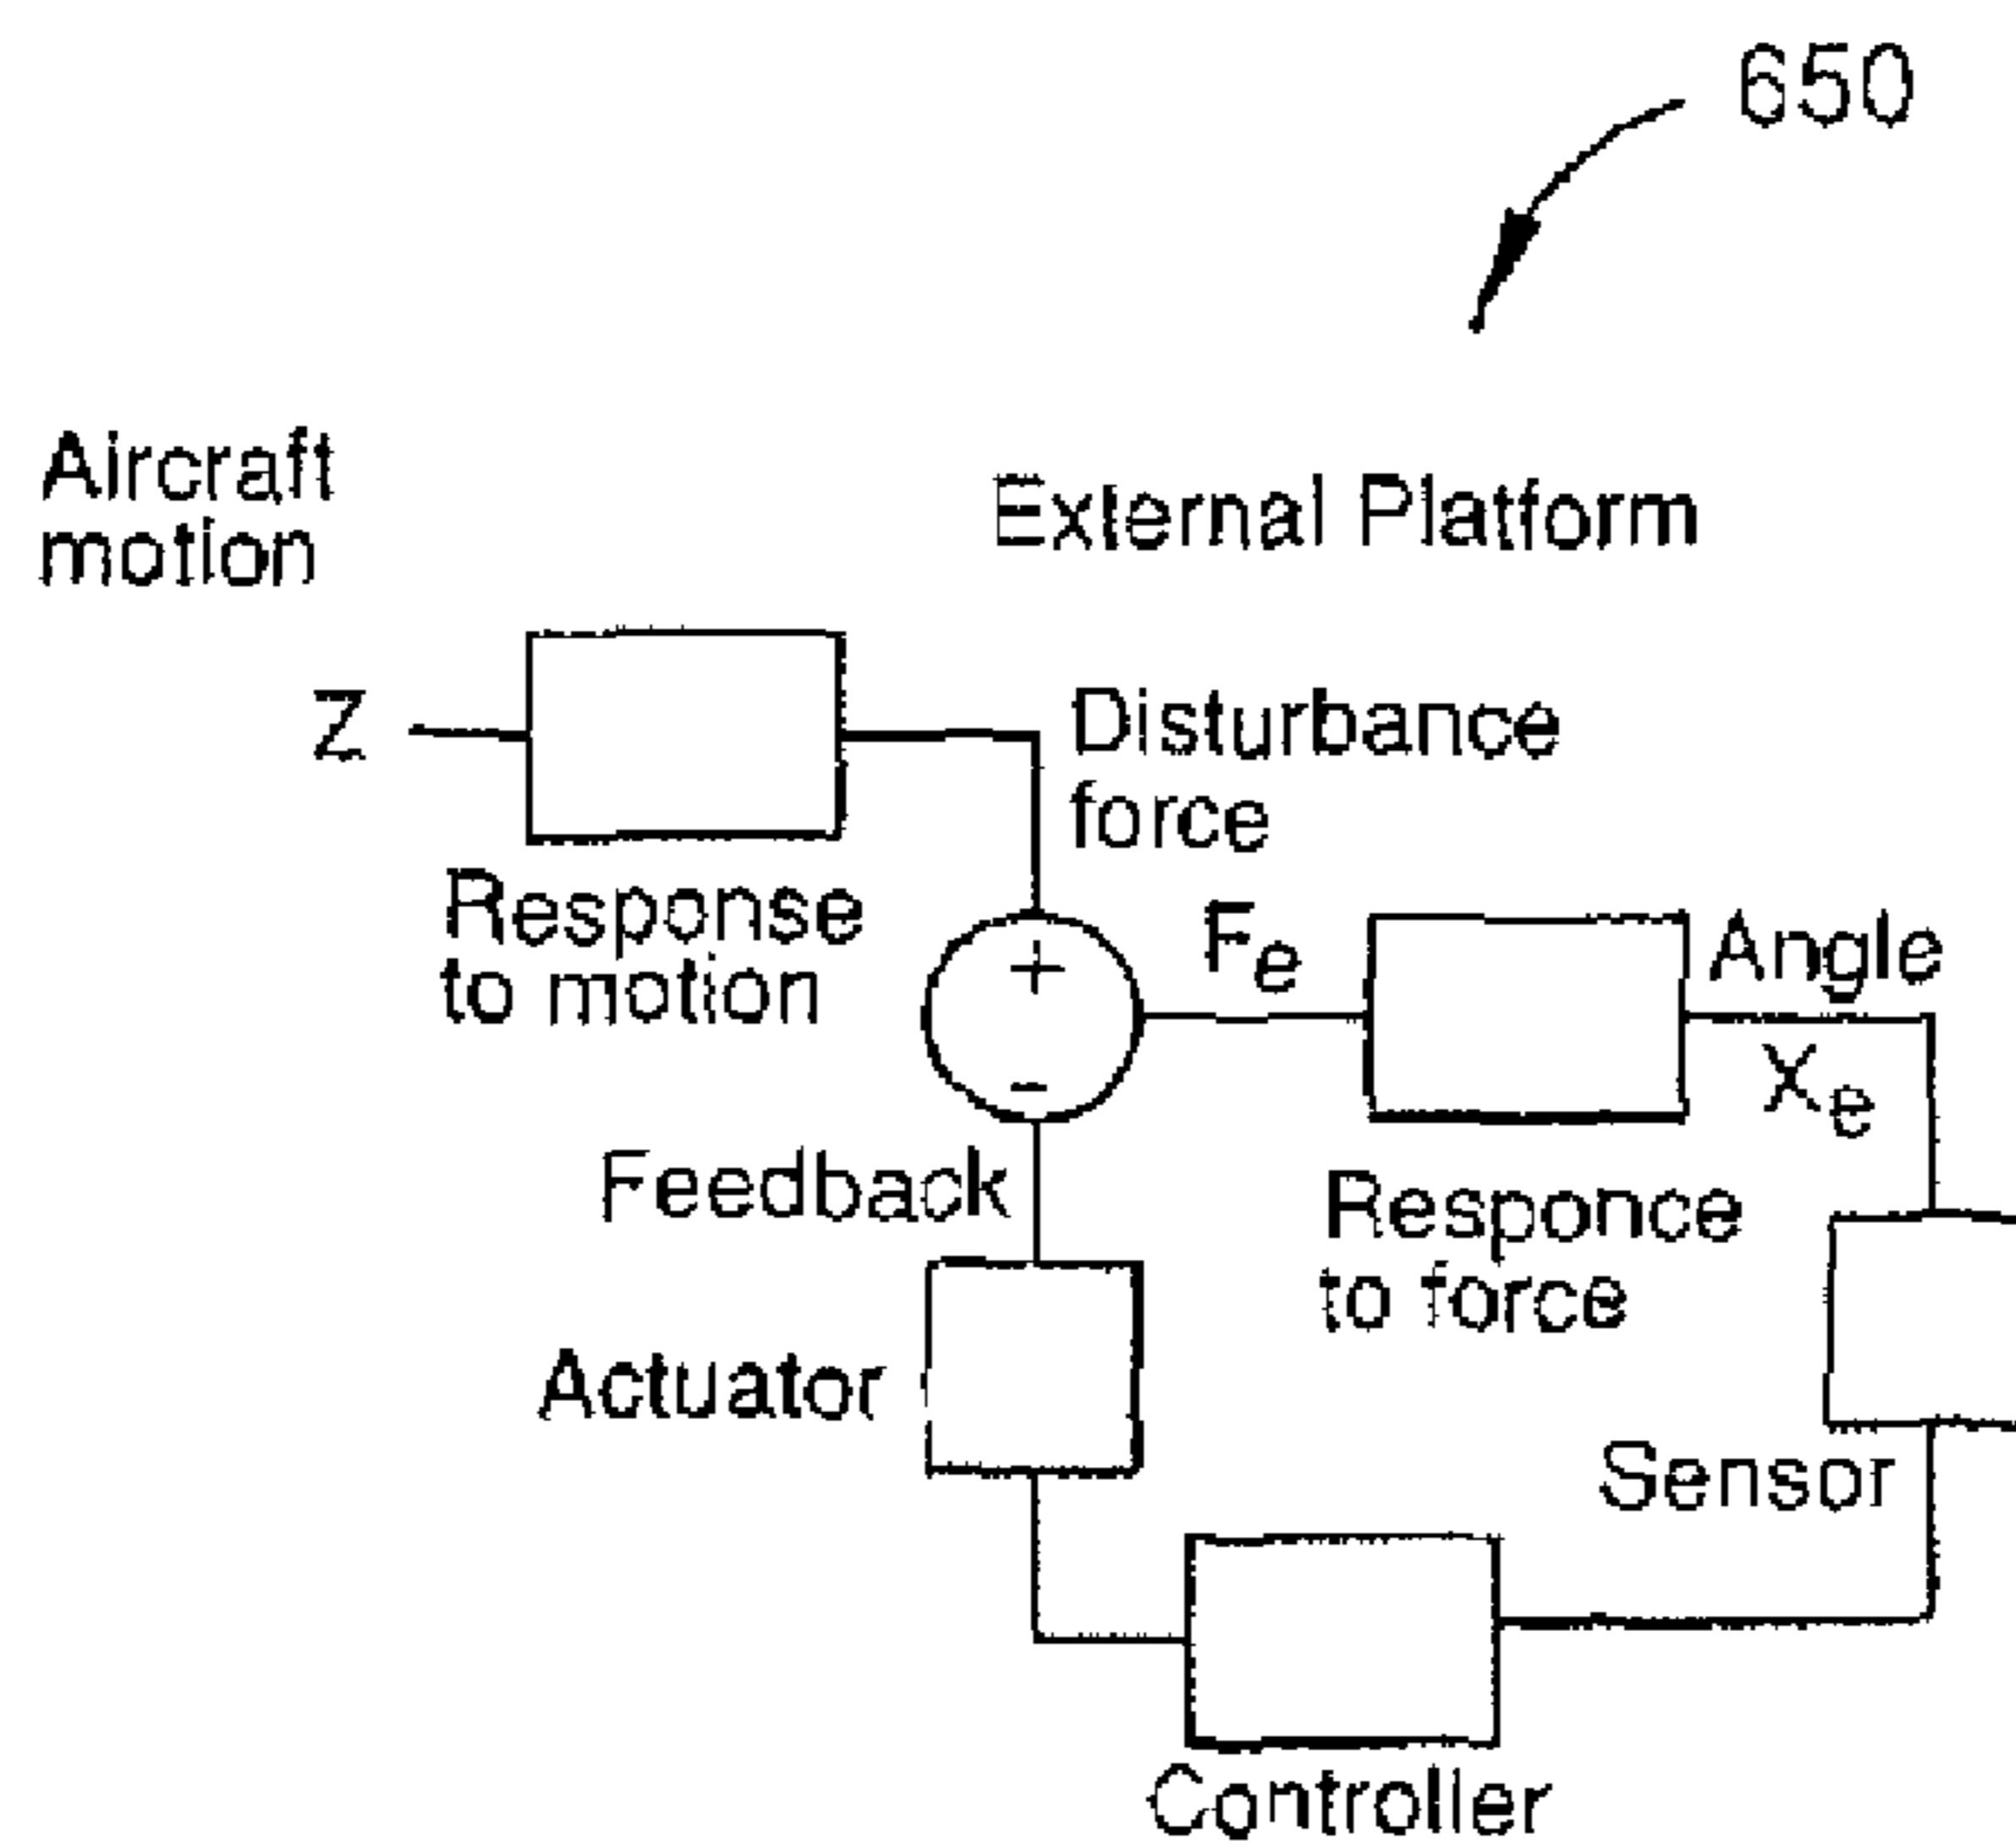 650
Aircraft
motion
External Platform
Z
Disturbance
force
Response
to motion
+
Fe
Angle
Xe
-
Feedback
Responce
to force
Actuator
Sensor
Controller